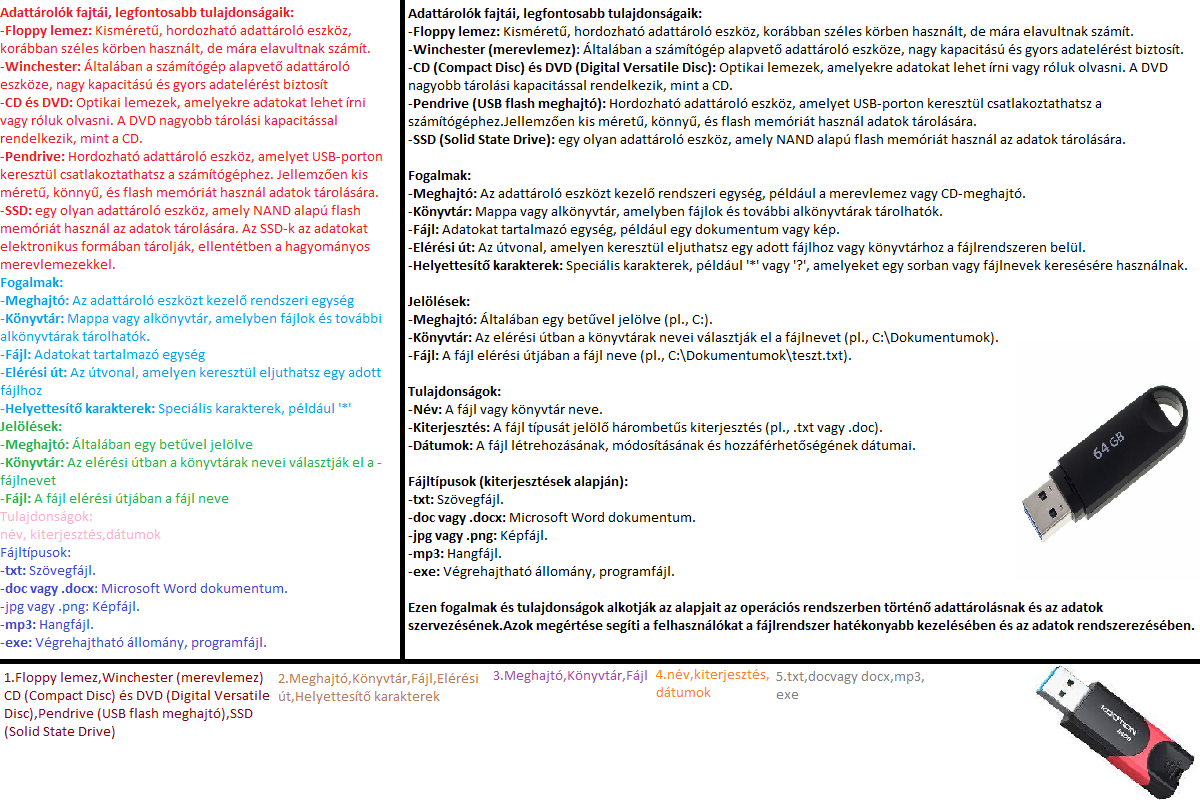 Adattárolók fajtái, legfontosabb tulajdonságaik:
-Floppy lemez: Kisméretű, hordozható adattároló eszköz,
korábban széles körben használt, de mára elavultnak számít.
-Winchester: Általában a számítógép alapvető adattároló
eszköze, nagy kapacitású és gyors adatelérést biztosít
-CD és DVD: Optikai lemezek, amelyekre adatokat lehet írni
vagy róluk olvasni. A DVD nagyobb tárolási kapacitással
rendelkezik, mint a CD.
-Pendrive: Hordozható adattároló eszköz, amelyet USB-porton
keresztül csatlakoztathatsz a számítógéphez. Jellemzően kis
méretű, könnyű, és flash memóriát használ adatok tárolására.
-SSD: egy olyan adattároló eszköz, amely NAND alapú flash
memóriát használ az adatok tárolására. Az SSD-k az adatokat
elektronikus formában tárolják, ellentétben a hagyományos
merevlemezekkel.
Fogalmak:
-Meghajtó: Az adattároló eszközt kezelő rendszeri egység
-Könyvtár: Mappa vagy alkönyvtár, amelyben fájlok és további
alkönyvtárak tárolhatók.
-Fájl: Adatokat tartalmazó egység
-Elérési út: Az útvonal, amelyen keresztül eljuthatsz egy adott
fájlhoz
-Helyettesítő karakterek: Speciális karakterek, például '*'
Jelölések:
-Meghajtó: Általában egy betűvel jelölve
-Könyvtár: Az elérési útban a könyvtárak nevei választják el a -
fájlnevet
-Fájl: A fájl elérési útjában a fájl neve
Tulajdonságok:
név, kiterjesztés,dátumok
Fájltípusok:
-txt: Szövegfájl.
-doc vagy .docx: Microsoft Word dokumentum.
-jpg vagy .png: Képfájl.
-mp3: Hangfájl.
-exe: Végrehajtható állomány, programfájl.
Adattárolók fajtái, legfontosabb tulajdonságaik:
-Floppy lemez: Kisméretű, hordozható adattároló eszköz, korábban széles körben használt, de mára elavultnak számít.
-Winchester (merevlemez): Általában a számítógép alapvető adattároló eszköze, nagy kapacitású és gyors adatelérést biztosít.
-CD (Compact Disc) és DVD (Digital Versatile Disc): Optikai lemezek, amelyekre adatokat lehet írni vagy róluk olvasni. A DVD
nagyobb tárolási kapacitással rendelkezik, mint a CD.
-Pendrive (USB flash meghajtó): Hordozható adattároló eszköz, amelyet USB-porton keresztül csatlakoztathatsz a
számítógéphez.Jellemzően kis méretű, könnyű, és flash memóriát használ adatok tárolására.
-SSD (Solid State Drive): egy olyan adattároló eszköz, amely NAND alapú flash memóriát használ az adatok tárolására.
Fogalmak:
-Meghajtó: Az adattároló eszközt kezelő rendszeri egység, például a merevlemez vagy CD-meghajtó.
-Könyvtár: Mappa vagy alkönyvtár, amelyben fájlok és további alkönyvtárak tárolhatók.
-Fájl: Adatokat tartalmazó egység, például egy dokumentum vagy kép.
-Elérési út: Az útvonal, amelyen keresztül eljuthatsz egy adott fájlhoz vagy könyvtárhoz a fájlrendszeren belül.
-Helyettesítő karakterek: Speciális karakterek, például '*' vagy '?', amelyeket egy sorban vagy fájlnevek keresésére használnak.
Jelölések:
-Meghajtó: Általában egy betűvel jelölve (pl., C:).
-Könyvtár: Az elérési útban a könyvtárak nevei választják el a fájlnevet (pl., C:\Dokumentumok).
-Fájl: A fájl elérési útjában a fájl neve (pl., C:\Dokumentumok\teszt.txt).
Tulajdonságok:
-Név: A fájl vagy könyvtár neve.
-Kiterjesztés: A fájl típusát jelölő hárombetűs kiterjesztés (pl., .txt vagy .doc).
-Dátumok: A fájl létrehozásának, módosításának és hozzáférhetőségének dátumai.
Fájltípusok (kiterjesztések alapján):
-txt: Szövegfájl.
-doc vagy .docx: Microsoft Word dokumentum.
-jpg vagy .png: Képfájl.
-mp3: Hangfájl.
-exe: Végrehajtható állomány, programfájl.
Ezen fogalmak és tulajdonságok alkotják az alapjait az operációs rendszerben történő adattárolásnak és az adatok
szervezésének.Azok megértése segíti a felhasználókat a fájlrendszer hatékonyabb kezelésében és az adatok rendszerezésében.
64 GB
1.Floppy lemez,Winchester (merevlemez)
CD (Compact Disc) és DVD (Digital Versatile
Disc),Pendrive (USB flash meghajtó),SSD
(Solid State Drive)
2.Meghajtó,Könyvtár,Fájl,Elérési
út,Helyettesítő karakterek
3.Meghajtó,Könyvtár,Fájl
4.név,kiterjesztés,
dátumok
5.txt,docvagy docx,mp3,
exe